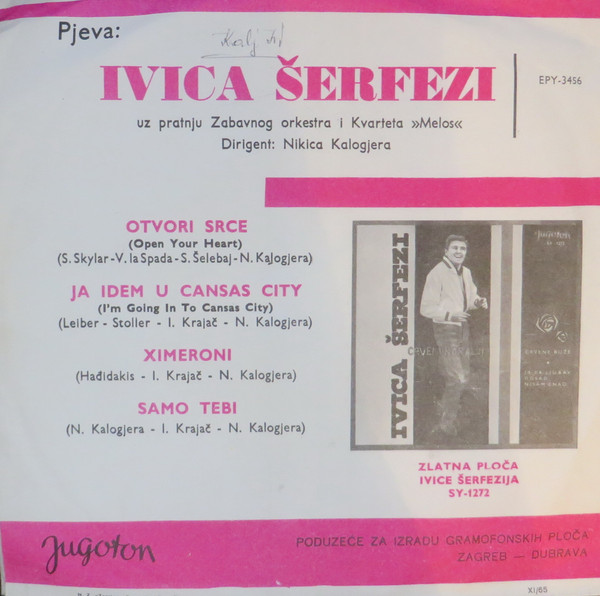 Pjeva:
IVICA ŠERFEZI
EPY-3456
uz pratnju Zabavnog orkestra i Kvarteta »Melos«
Dirigent: Nikica Kalogjera
OTVORI SRCE
(Open Your Heart)
(S. Skylar-V. la Spada-S. Šelebaj-N. Kalogjera)
JA IDEM U CANSAS CITY
(I'm Going In To Cansas City)
(Leiber - Stoller - I. Krajač - N. Kalogjera)
XIMERONI
(Hađidakis - I. Krajač - N. Kalogjera)
SAMO TEBI
(N. Kalogjera - I. Krajač - N. Kalogjera)
IVICA ŠERFEZI
Jugoton
CRVENE RUŽE
ZLATNA PLOČA
IVICE ŠERFEZIJA
SY-1272
Jugoton
PODUZEĆE ZA IZRADU GRAMOFONSKIH PLOČA
ZAGREB — DUBRAVA
XI/65